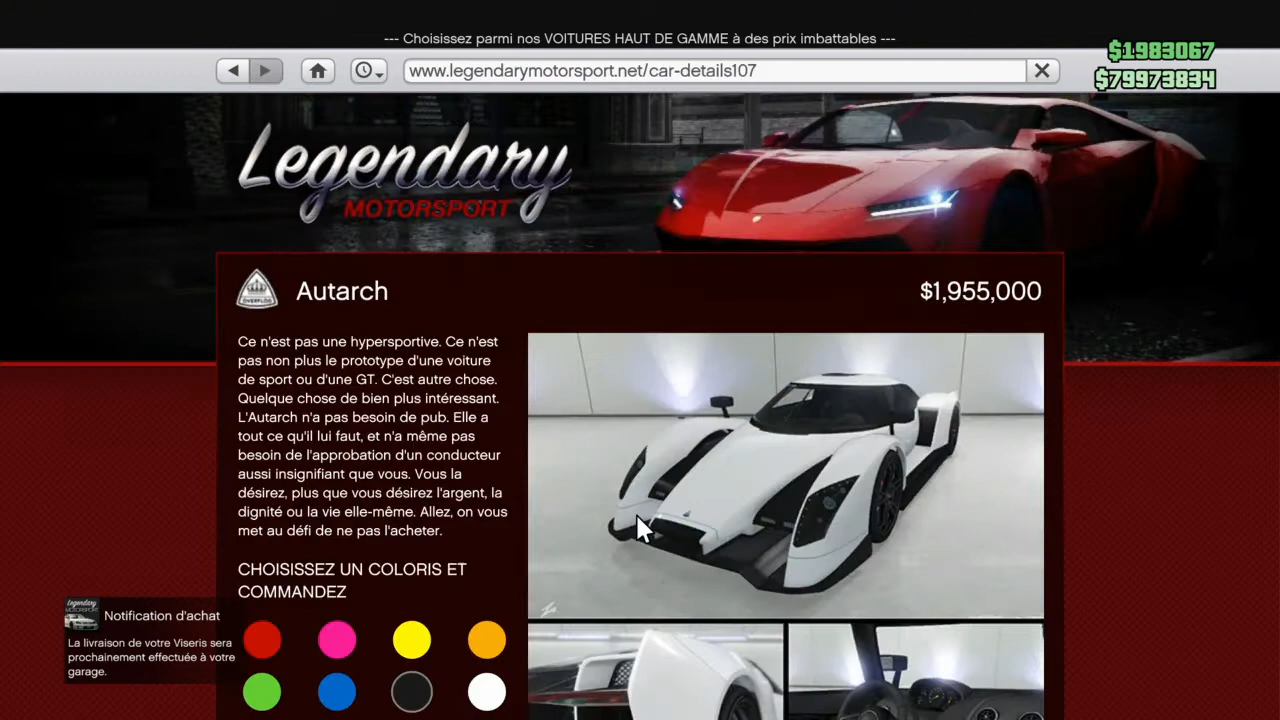 --- Choisissez parmi nos VOITURES HAUT DE GAMME à des prix imbattables ---
$1983067
www.legendarymotorsport.net/car-details107
$79973834
Legendary
MOTORSPORT
OVERFLOD
Autarch
$1,955,000
Ce n'est pas une hypersportive. Ce n'est
pas non plus le prototype d'une voiture
de sport ou d'une GT. C'est autre chose.
Quelque chose de bien plus intéressant.
L'Autarch n'a pas besoin de pub. Elle a
tout ce qu'il lui faut, et n'a même pas
besoin de l'approbation d'un conducteur
aussi insignifiant que vous. Vous la
désirez, plus que vous désirez l'argent, la
dignité ou la vie elle-même. Allez, on vous
met au défi de ne pas l'acheter.
CHOISISSEZ UN COLORIS ET
COMMANDEZ
Legendary
Notification d'achat
La livraison de votre Viseris sera
prochainement effectuée à votre
garage.